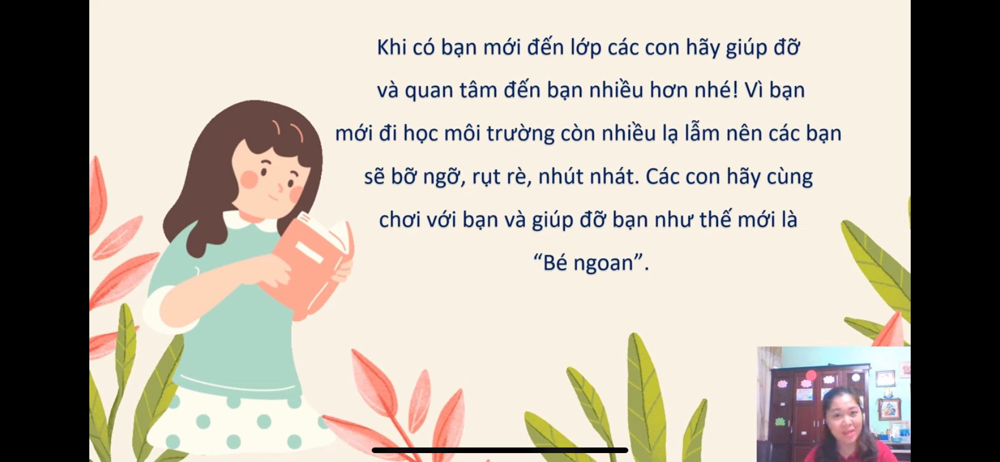 Khi có bạn mới đến lớp các con hãy giúp đỡ
và quan tâm đến bạn nhiều hơn nhé! Vì bạn
mới đi học môi trường còn nhiều lạ lẫm nên các bạn
sẽ bỡ ngỡ, rụt rè, nhút nhát. Các con hãy cùng
chơi với bạn và giúp đỡ bạn như thế mới là
“Bé ngoan”.